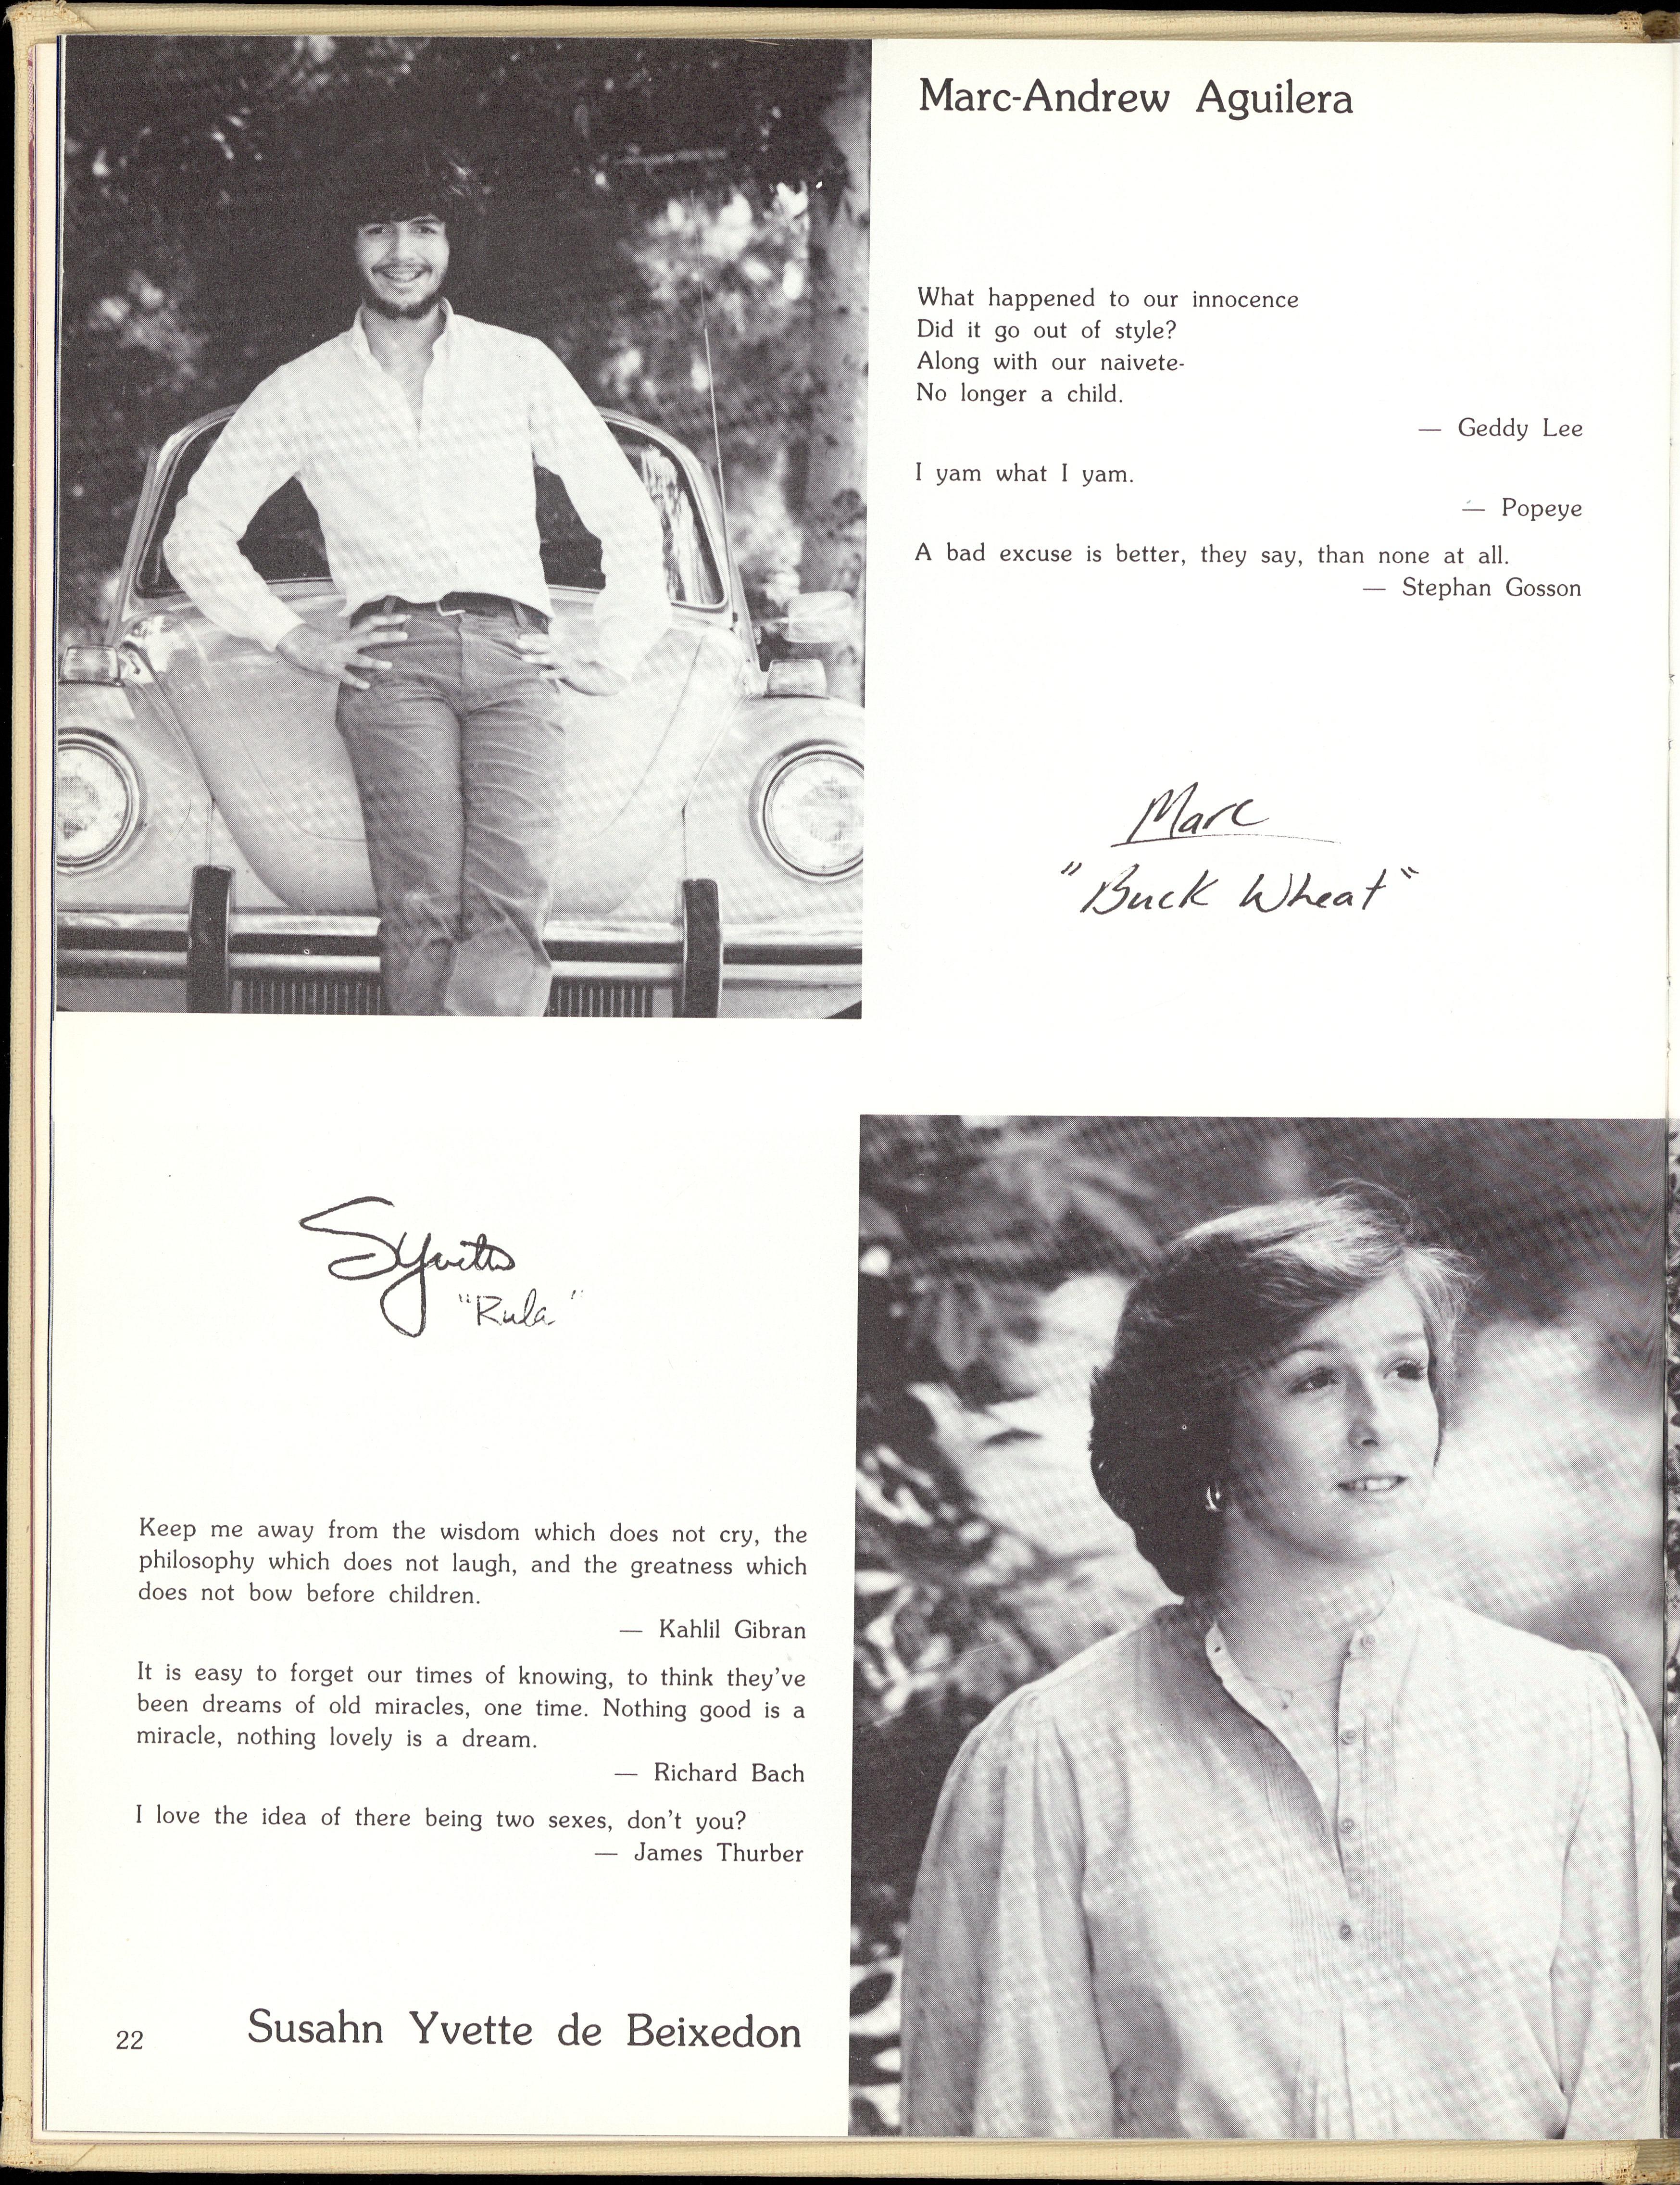 Marc-Andrew Aguilera
What happened to our innocence
Did it go out of style?
Along with our naivete-
No longer a child.
— Geddy Lee
I yam what I yam.
— Popeye
A bad excuse is better, they say, than none at all.
— Stephan Gosson
Marc
"Buck Wheat"
Syvette
"Rula"
Keep me away from the wisdom which does not cry, the
philosophy which does not laugh, and the greatness which
does not bow before children.
— Kahlil Gibran
It is easy to forget our times of knowing, to think they've
been dreams of old miracles, one time. Nothing good is a
miracle, nothing lovely is a dream.
— Richard Bach
I love the idea of there being two sexes, don't you?
— James Thurber
Susahn Yvette de Beixedon
22